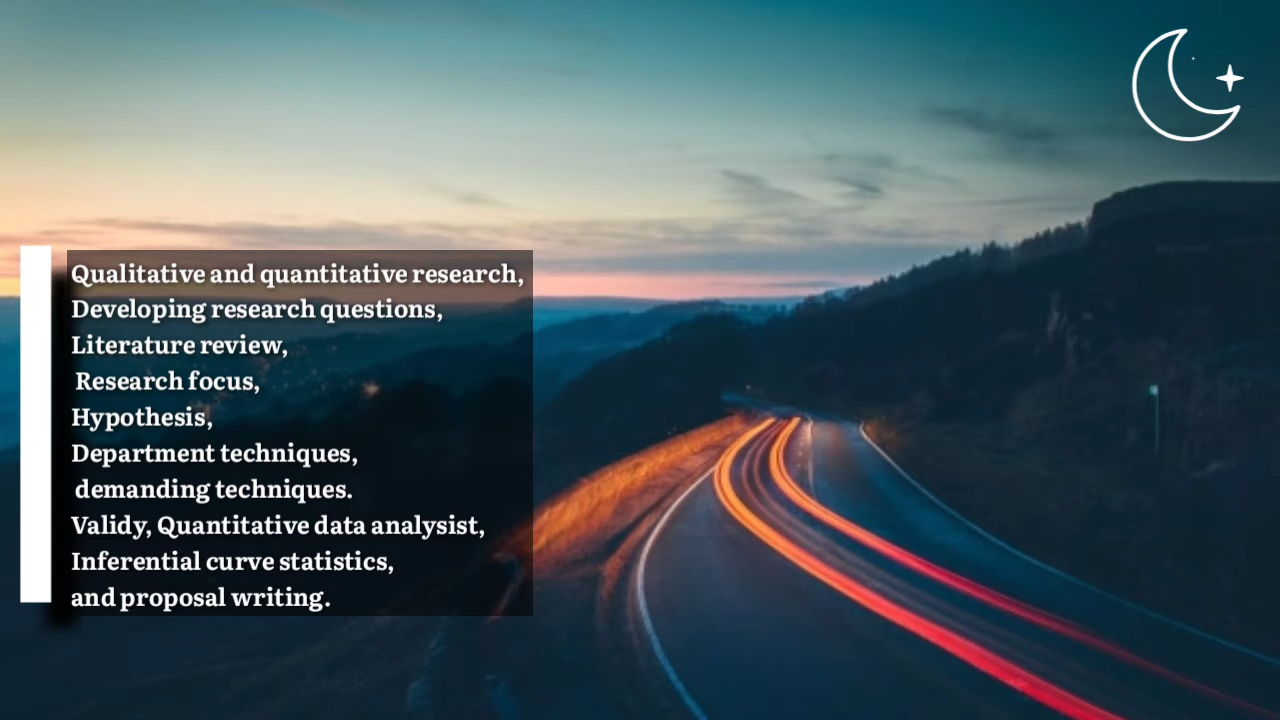 Qualitative and quantitative research,
Developing research questions,
Literature review,
Research focus,
Hypothesis,
Department techniques,
demanding techniques.
Validy, Quantitative data analysist,
Inferential curve statistics,
and proposal writing.